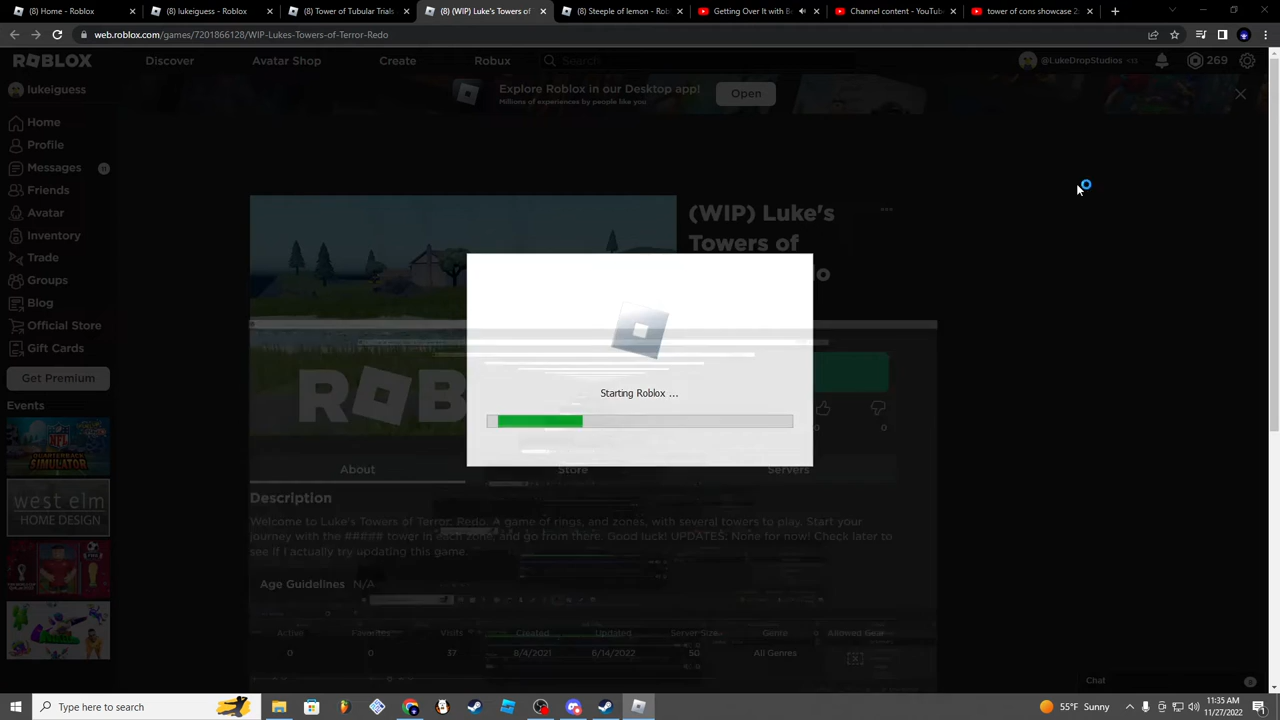 (8) Home - Roblox
(8) lukeiguess - Roblox
(8) Tower of Tubular Trials
(8) (WIP) Luke's Towers of
(8) Steeple of lemon - Rob
Getting Over It with Be
Channel content - YouTube
tower of cons showcase 2
web.roblox.com/games/7201866128/WIP-Lukes-Towers-of-Terror-Redo
ROBLOX
Discover
Avatar Shop
Create
Robux
Search
@LukeDropStudios <13
269
lukeiguess
Explore Roblox in our Desktop app!
Millions of experiences by people like you
Open
Home
Profile
Messages
Friends
Avatar
Inventory
Trade
Groups
Blog
Official Store
Gift Cards
Get Premium
Events
NFL
QUARTERBACK
SIMULATOR
west elm
HOME DESIGN
(WIP) Luke's
Towers of
Starting Roblox ...
0
0
About
Store
Servers
Description
Welcome to Luke's Towers of Terror: Redo. A game of rings, and zones, with several towers to play. Start your
journey with the ##### tower in each zone, and go from there. Good luck! UPDATES: None for now! Check later to
see if I actually try updating this game.
Age Guidelines N/A
Active
Favorites
Visits
Created
Updated
Server Size
Genre
Allowed Gear
0
0
37
8/4/2021
6/14/2022
50
All Genres
Chat
Type here to search
55°F Sunny
11:35 AM
11/27/2022